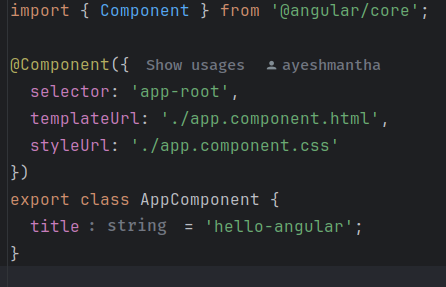 import { Component } from '@angular/core';
@Component({ Show usages ayeshmantha
selector: 'app-root',
templateUrl: './app.component.html',
styleUrl: './app.component.css'
})
export class AppComponent {
title : string = 'hello-angular';
}